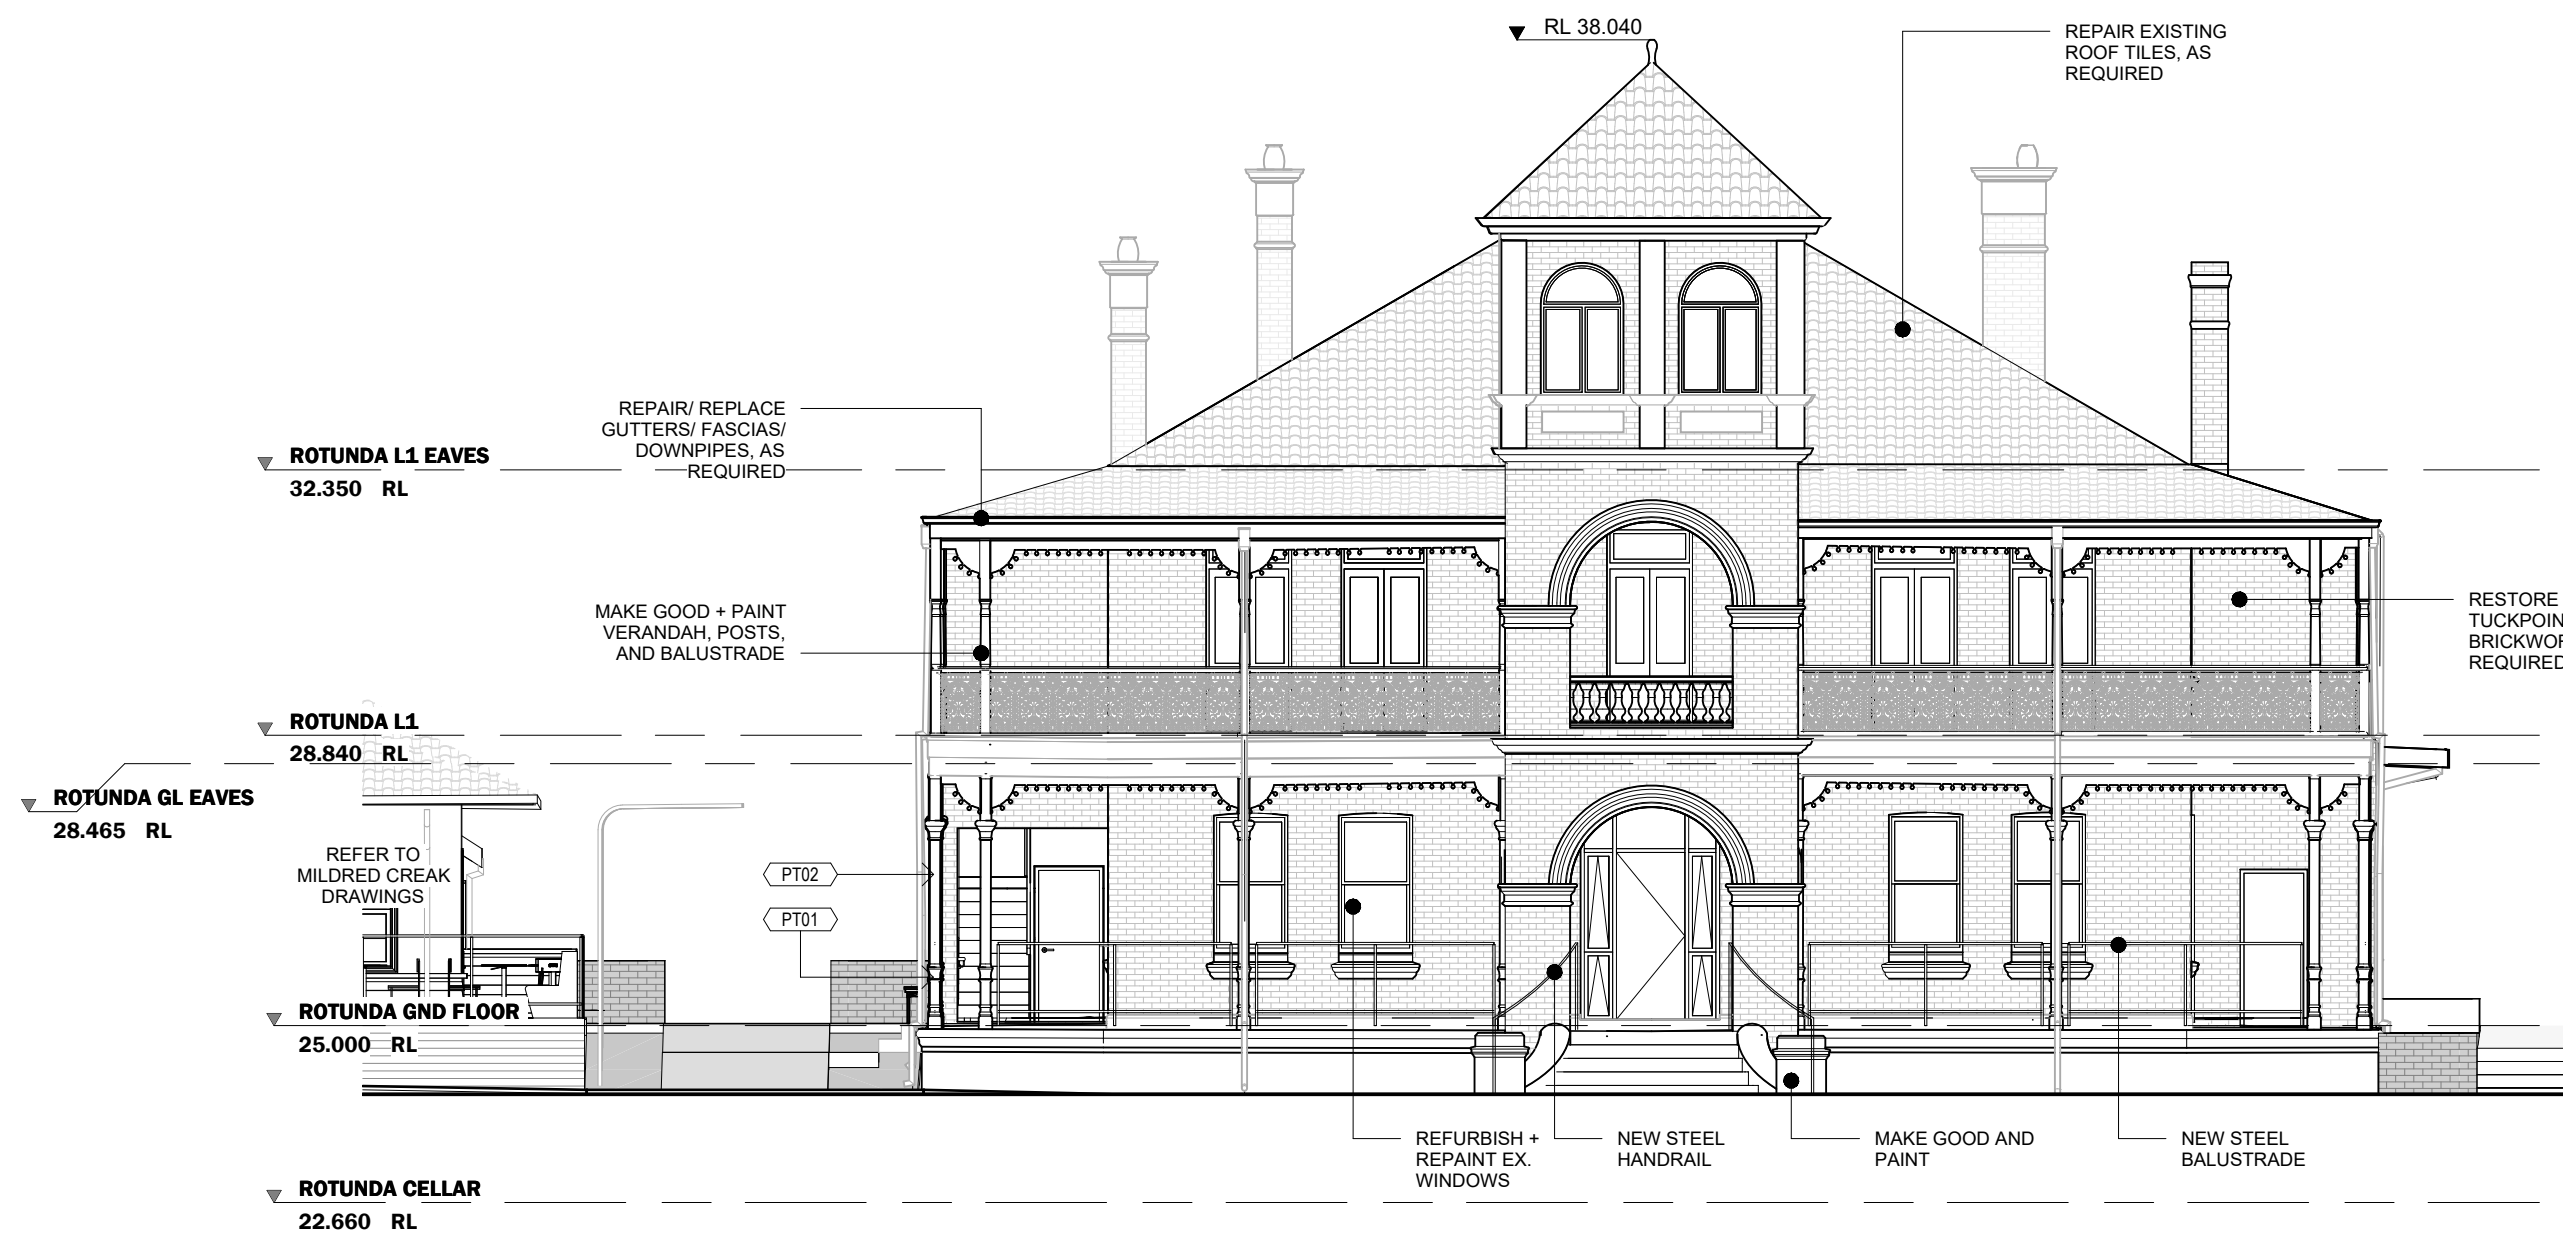 RL 38.040
REPAIR EXISTING
ROOF TILES, AS
REQUIRED
REPAIR/ REPLACE
GUTTERS/ FASCIAS/
DOWNPIPES, AS
REQUIRED
ROTUNDA L1 EAVES
32.350 RL
MAKE GOOD + PAINT
VERANDAH, POSTS,
AND BALUSTRADE
RESTORE
TUCKPOIN
BRICKWOR
REQUIRED
ROTUNDA L1
28.840 RL
ROTUNDA GL EAVES
28.465 RL
REFER TO
MILDRED CREAK
DRAWINGS
PT02
PT01
ROTUNDA GND FLOOR
25.000 RL
REFURBISH +
REPAINT EX.
WINDOWS
NEW STEEL
HANDRAIL
MAKE GOOD AND
PAINT
NEW STEEL
BALUSTRADE
ROTUNDA CELLAR
22.660 RL